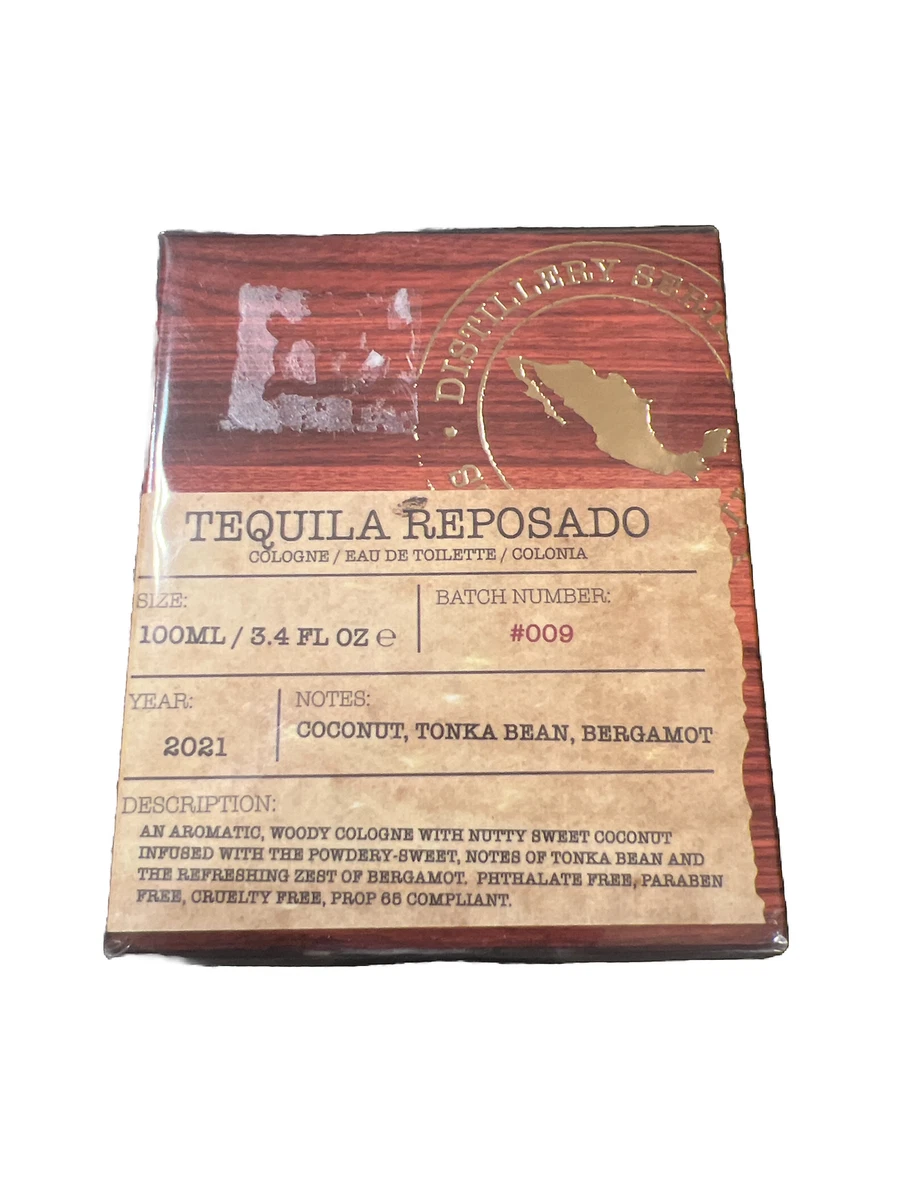 DISTILLERY SERI
TEQUILA REPOSADO
COLOGNE / EAU DE TOILETTE / COLONIA
SIZE:
100ML / 3.4 FL OZ ℮
BATCH NUMBER:
#009
YEAR:
2021
NOTES:
COCONUT, TONKA BEAN, BERGAMOT
DESCRIPTION:
AN AROMATIC, WOODY COLOGNE WITH NUTTY SWEET COCONUT
INFUSED WITH THE POWDERY-SWEET, NOTES OF TONKA BEAN AND
THE REFRESHING ZEST OF BERGAMOT. PHTHALATE FREE, PARABEN
FREE, CRUELTY FREE, PROP 65 COMPLIANT.